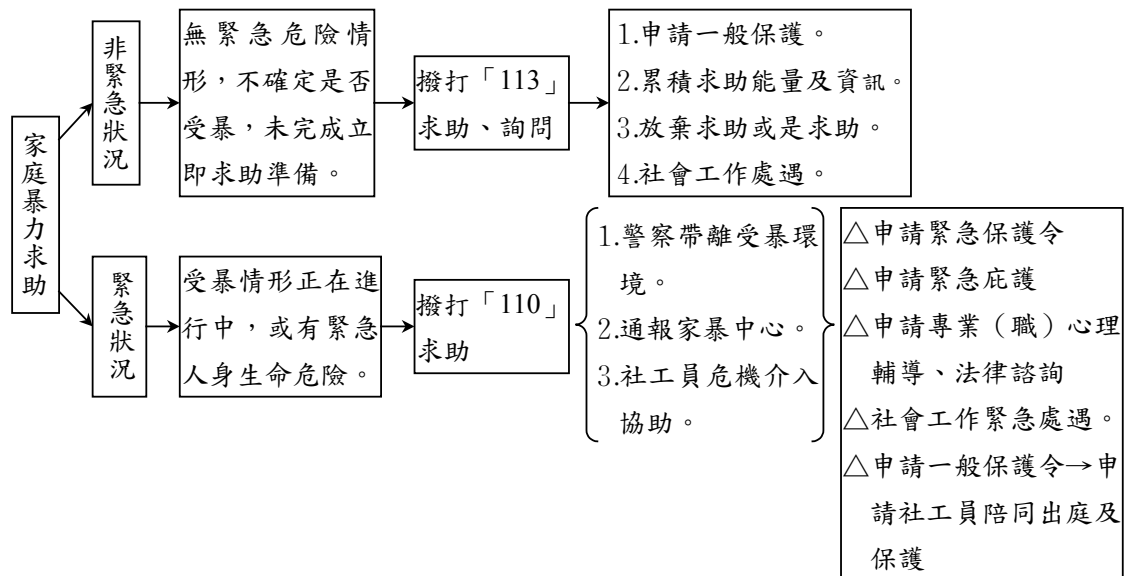 家庭暴力求助
非緊急狀況
無緊急危險情
形，不確定是否
受暴，未完成立
即求助準備。
撥打「113」
求助、詢問
1.申請一般保護。
2.累積求助能量及資訊。
3.放棄求助或是求助。
4.社會工作處遇。
緊急狀況
受暴情形正在進
行中，或有緊急
人身生命危險。
撥打「110」
求助
1.警察帶離受暴環
境。
2.通報家暴中心。
3.社工員危機介入
協助。
△申請緊急保護令
△申請緊急庇護
△申請專業（職）心理
輔導、法律諮詢
△社會工作緊急處遇。
△申請一般保護令→申
請社工員陪同出庭及
保護